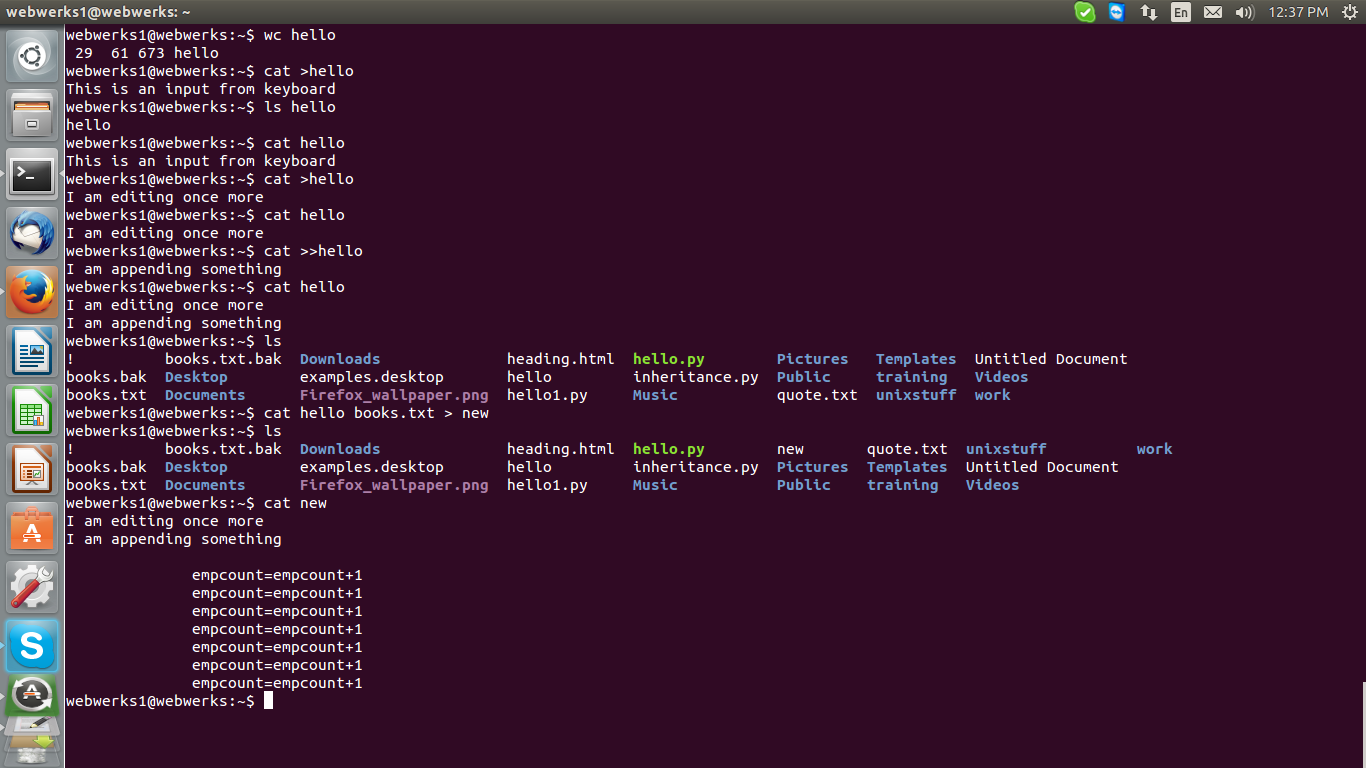 webwerks1@webwerks: ~ En 12:37 PM
webwerks1@webwerks:~$ wc hello
 29  61 673 hello
webwerks1@webwerks:~$ cat >hello
This is an input from keyboard
webwerks1@webwerks:~$ ls hello
hello
webwerks1@webwerks:~$ cat hello
This is an input from keyboard
webwerks1@webwerks:~$ cat >hello
I am editing once more
webwerks1@webwerks:~$ cat hello
I am editing once more
webwerks1@webwerks:~$ cat >>hello
I am appending something
webwerks1@webwerks:~$ cat hello
I am editing once more
I am appending something
webwerks1@webwerks:~$ ls
!          books.txt.bak  Downloads              heading.html  hello.py        Pictures   Templates  Untitled Document
books.bak  Desktop        examples.desktop       hello         inheritance.py  Public     training   Videos
books.txt  Documents      Firefox_wallpaper.png  hello1.py     Music           quote.txt  unixstuff  work
webwerks1@webwerks:~$ cat hello books.txt > new
webwerks1@webwerks:~$ ls
!          books.txt.bak  Downloads              heading.html  hello.py        new       quote.txt  unixstuff          work
books.bak  Desktop        examples.desktop       hello         inheritance.py  Pictures  Templates  Untitled Document
books.txt  Documents      Firefox_wallpaper.png  hello1.py     Music           Public    training   Videos
webwerks1@webwerks:~$ cat new
I am editing once more
I am appending something

              empcount=empcount+1
              empcount=empcount+1
              empcount=empcount+1
              empcount=empcount+1
              empcount=empcount+1
              empcount=empcount+1
              empcount=empcount+1
webwerks1@webwerks:~$